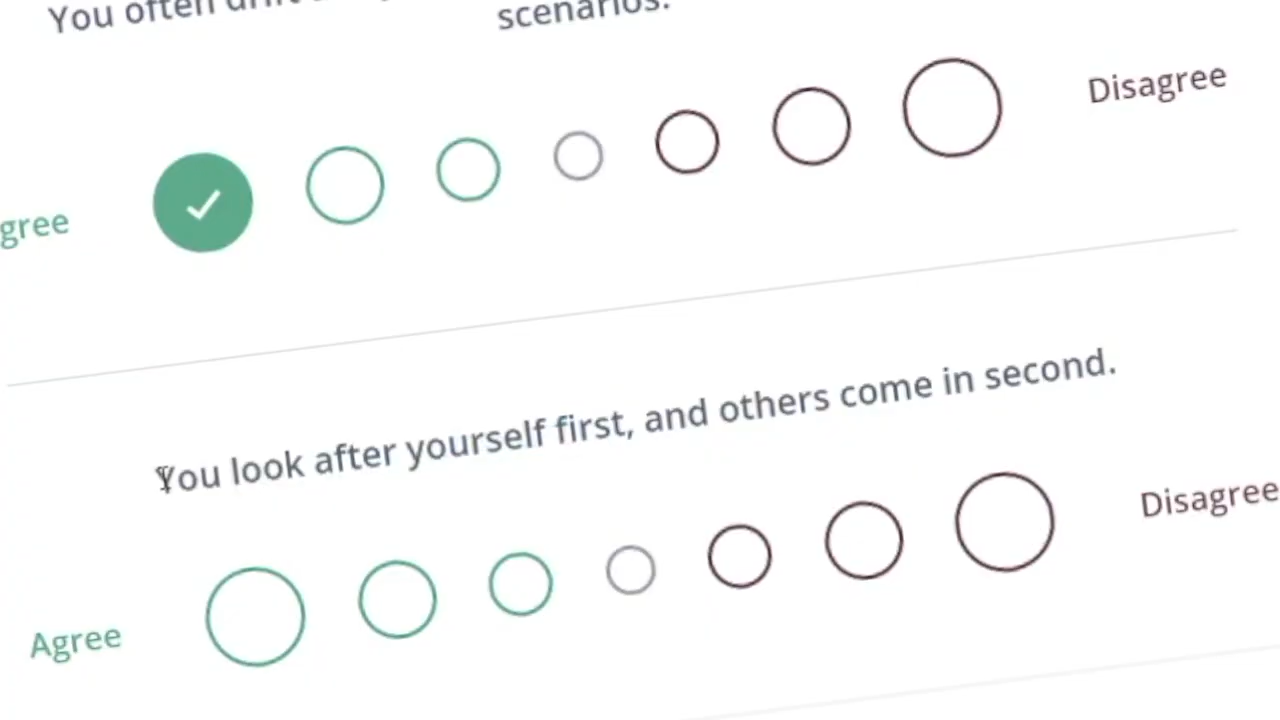 You often
scenarios.
Disagree
gree
You look after yourself first, and others come in second.
Disagree
Agree